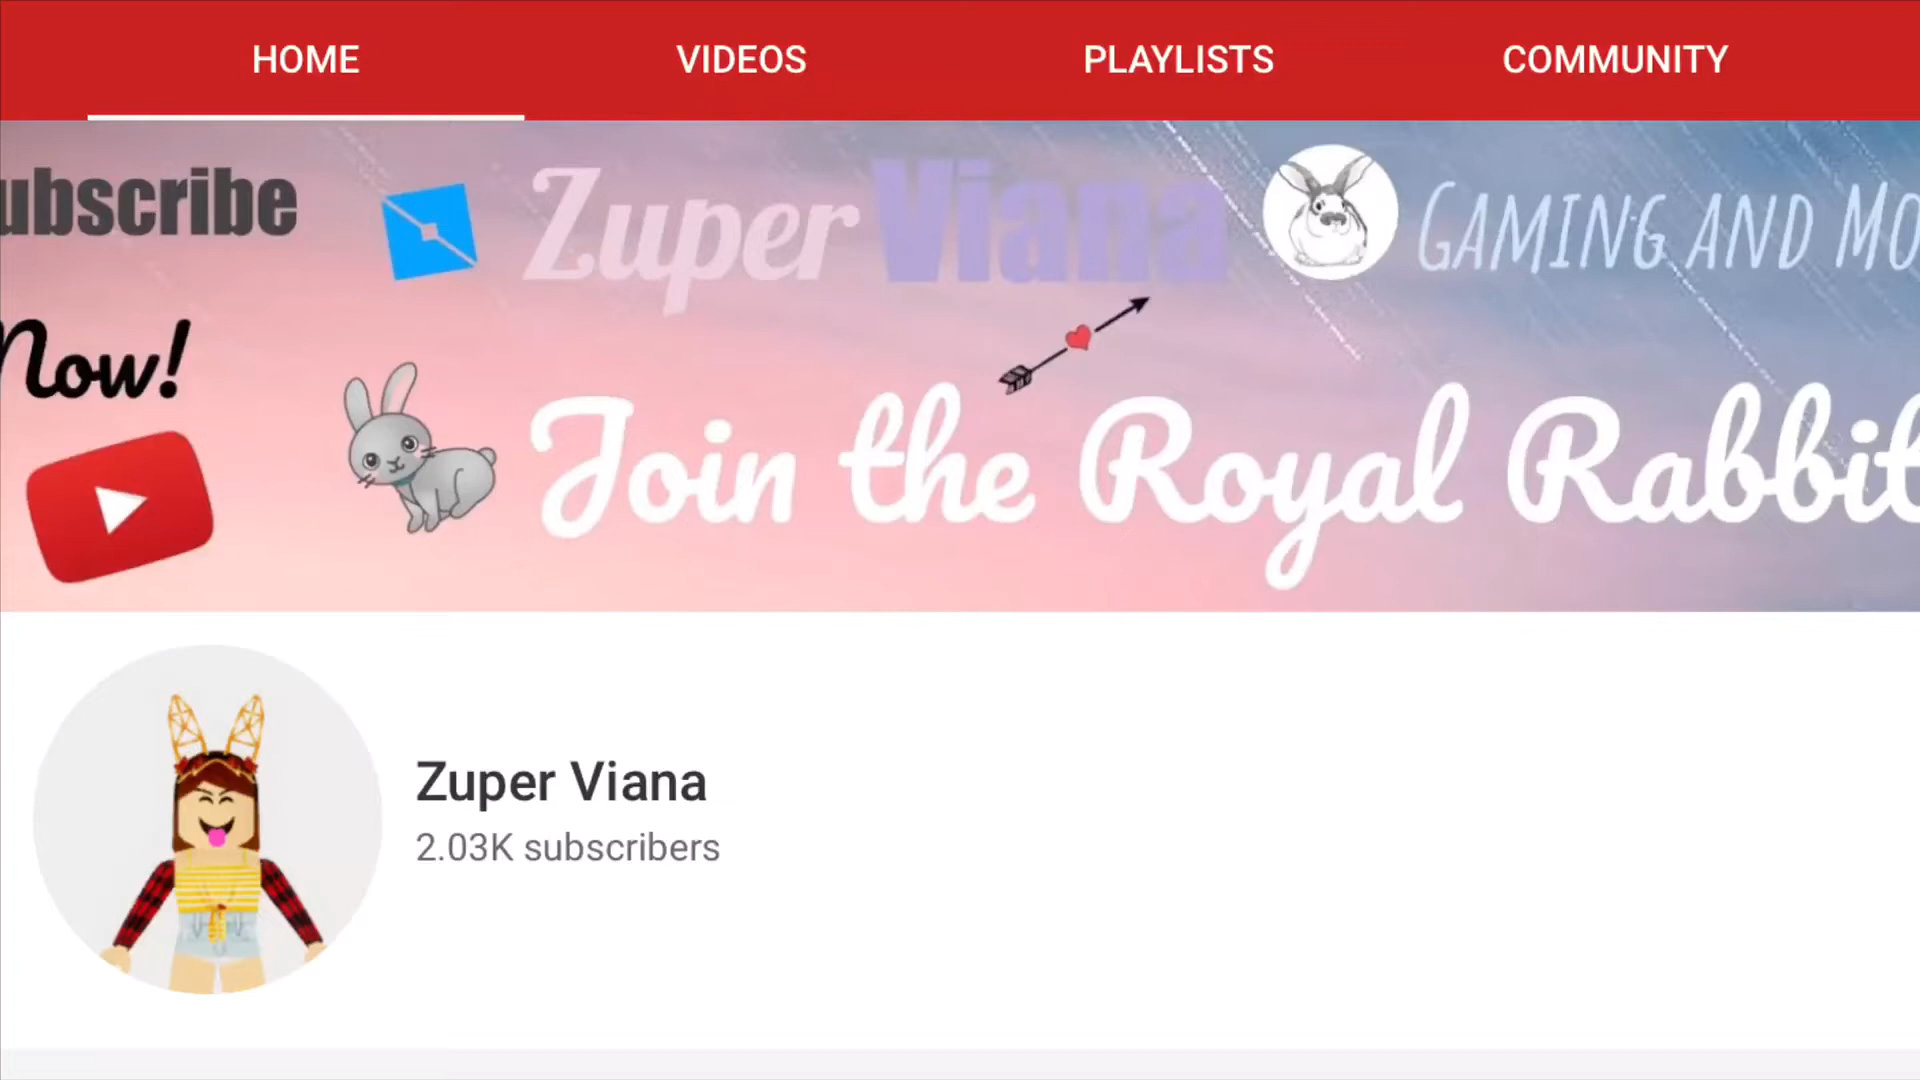 HOME VIDEOS PLAYLISTS COMMUNITY
ubscribe
Zuper Viana
GAMING AND MO
Now!
Join the Royal Rabbit
Zuper Viana
2.03K subscribers